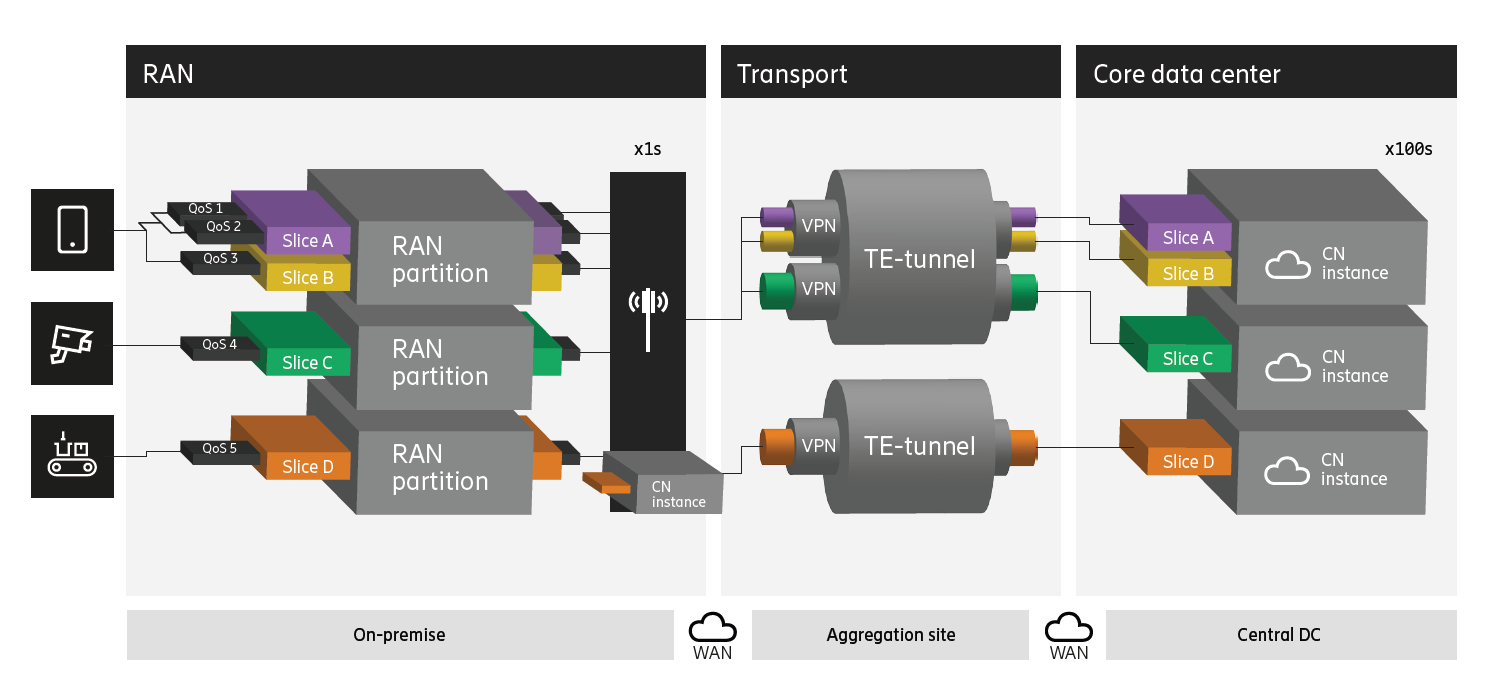 RAN
Transport
Core data center
x1s
x100s
QoS 1
QoS 2
QoS 3
Slice A
Slice B
RAN
partition
QoS 4
Slice C
RAN
partition
QoS 5
Slice D
RAN
partition
CN
instance
VPN
VPN
TE-tunnel
VPN
TE-tunnel
Slice A
Slice B
CN
instance
Slice C
CN
instance
Slice D
CN
instance
On-premise
WAN
Aggregation site
WAN
Central DC